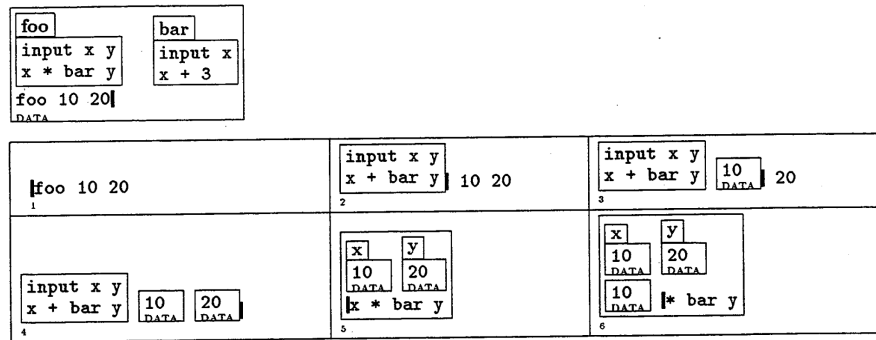 foo bar
input x y input x
x * bar y x + 3
foo 10 20
DATA
foo 10 20
1
input x y
x + bar y 10 20
2
input x y
x + bar y 10 20
DATA
3
input x y
x + bar y 10 20
DATA DATA
4
x y
10 20
DATA DATA
x * bar y
5
x y
10 20
DATA DATA
10 * bar y
DATA
6